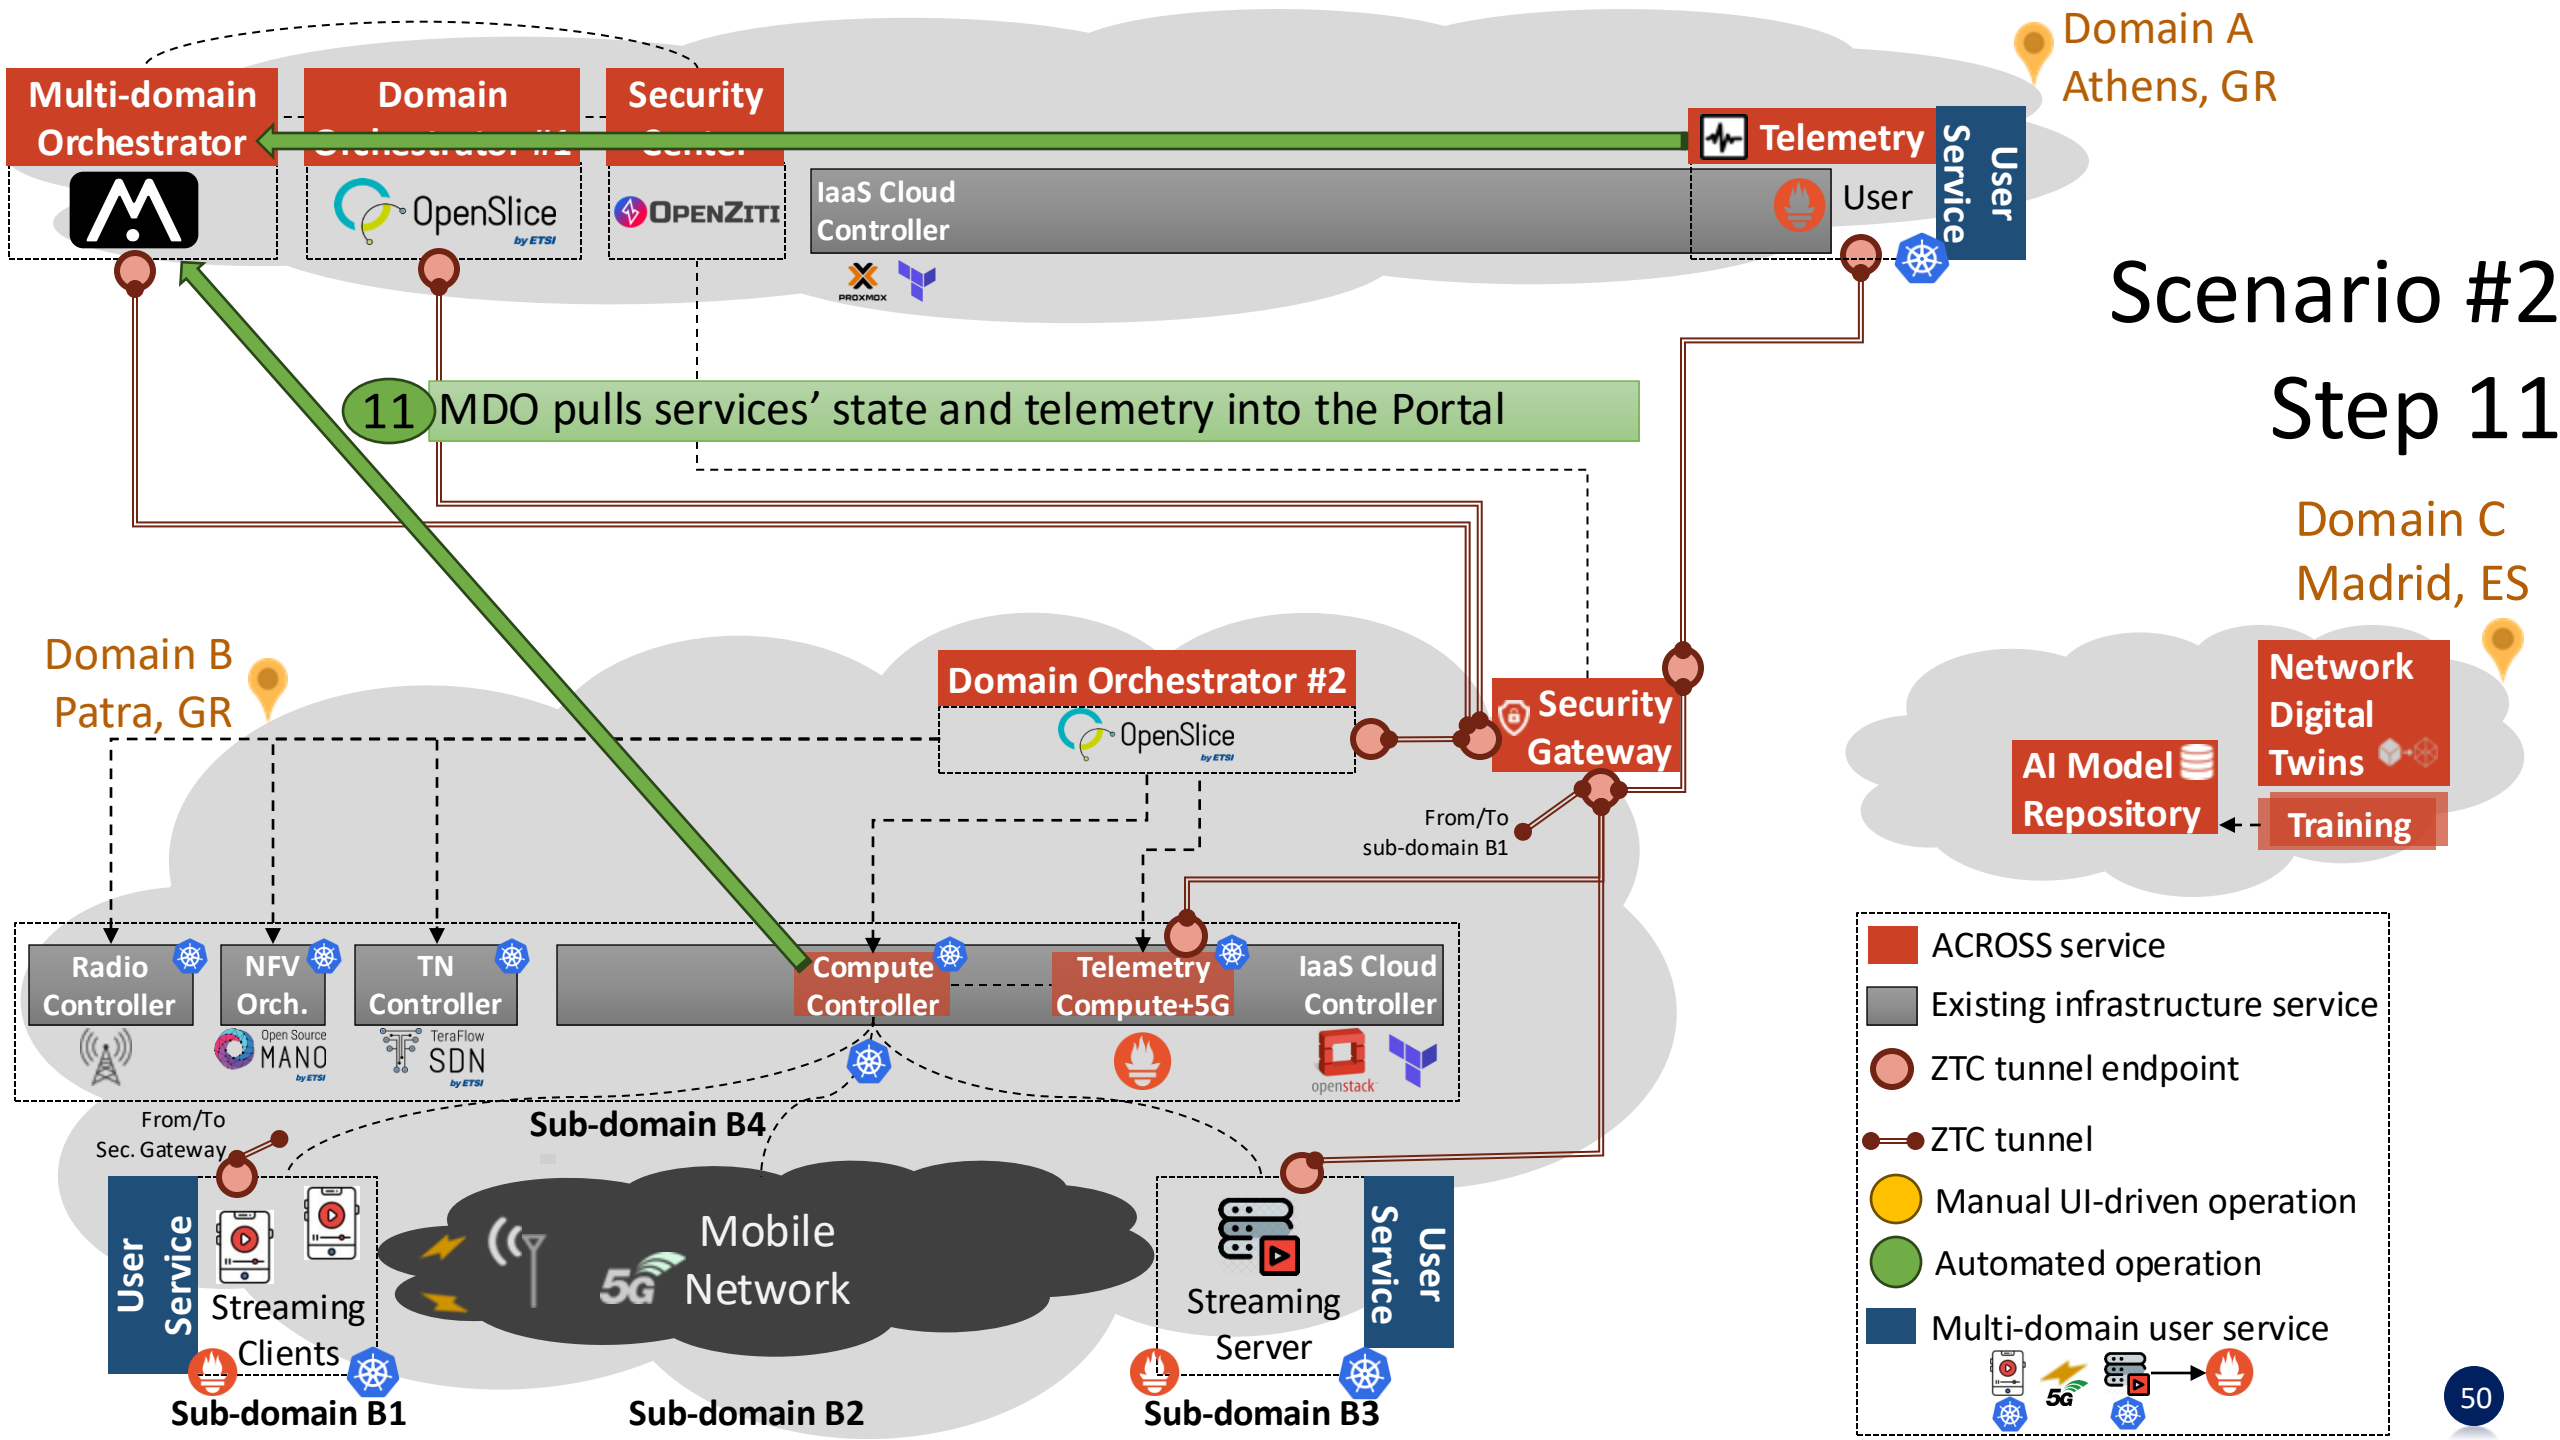 Domain A
Athens, GR
Multi-domain
Orchestrator
Domain
Orchestrator #1
Security
Center
Telemetry
User
Service
OpenSlice
by ETSI
OPENZITI
IaaS Cloud
Controller
User
PROXMOX
Scenario #2
Step 11
11
MDO pulls services’ state and telemetry into the Portal
Domain C
Madrid, ES
Domain B
Patra, GR
Domain Orchestrator #2
OpenSlice
by ETSI
Security
Gateway
Network
Digital
Twins
AI Model
Repository
Training
From/To
sub-domain B1
Radio
Controller
NFV
Orch.
TN
Controller
Compute
Controller
Telemetry
Compute+5G
IaaS Cloud
Controller
Open Source
MANO
by ETSI
TeraFlow
SDN
by ETSI
openstack
Sub-domain B4
From/To
Sec. Gateway
User
Service
Streaming
Clients
5G
Mobile
Network
Streaming
Server
User
Service
Sub-domain B1
Sub-domain B2
Sub-domain B3
ACROSS service
Existing infrastructure service
ZTC tunnel endpoint
ZTC tunnel
Manual UI-driven operation
Automated operation
Multi-domain user service
5G
50